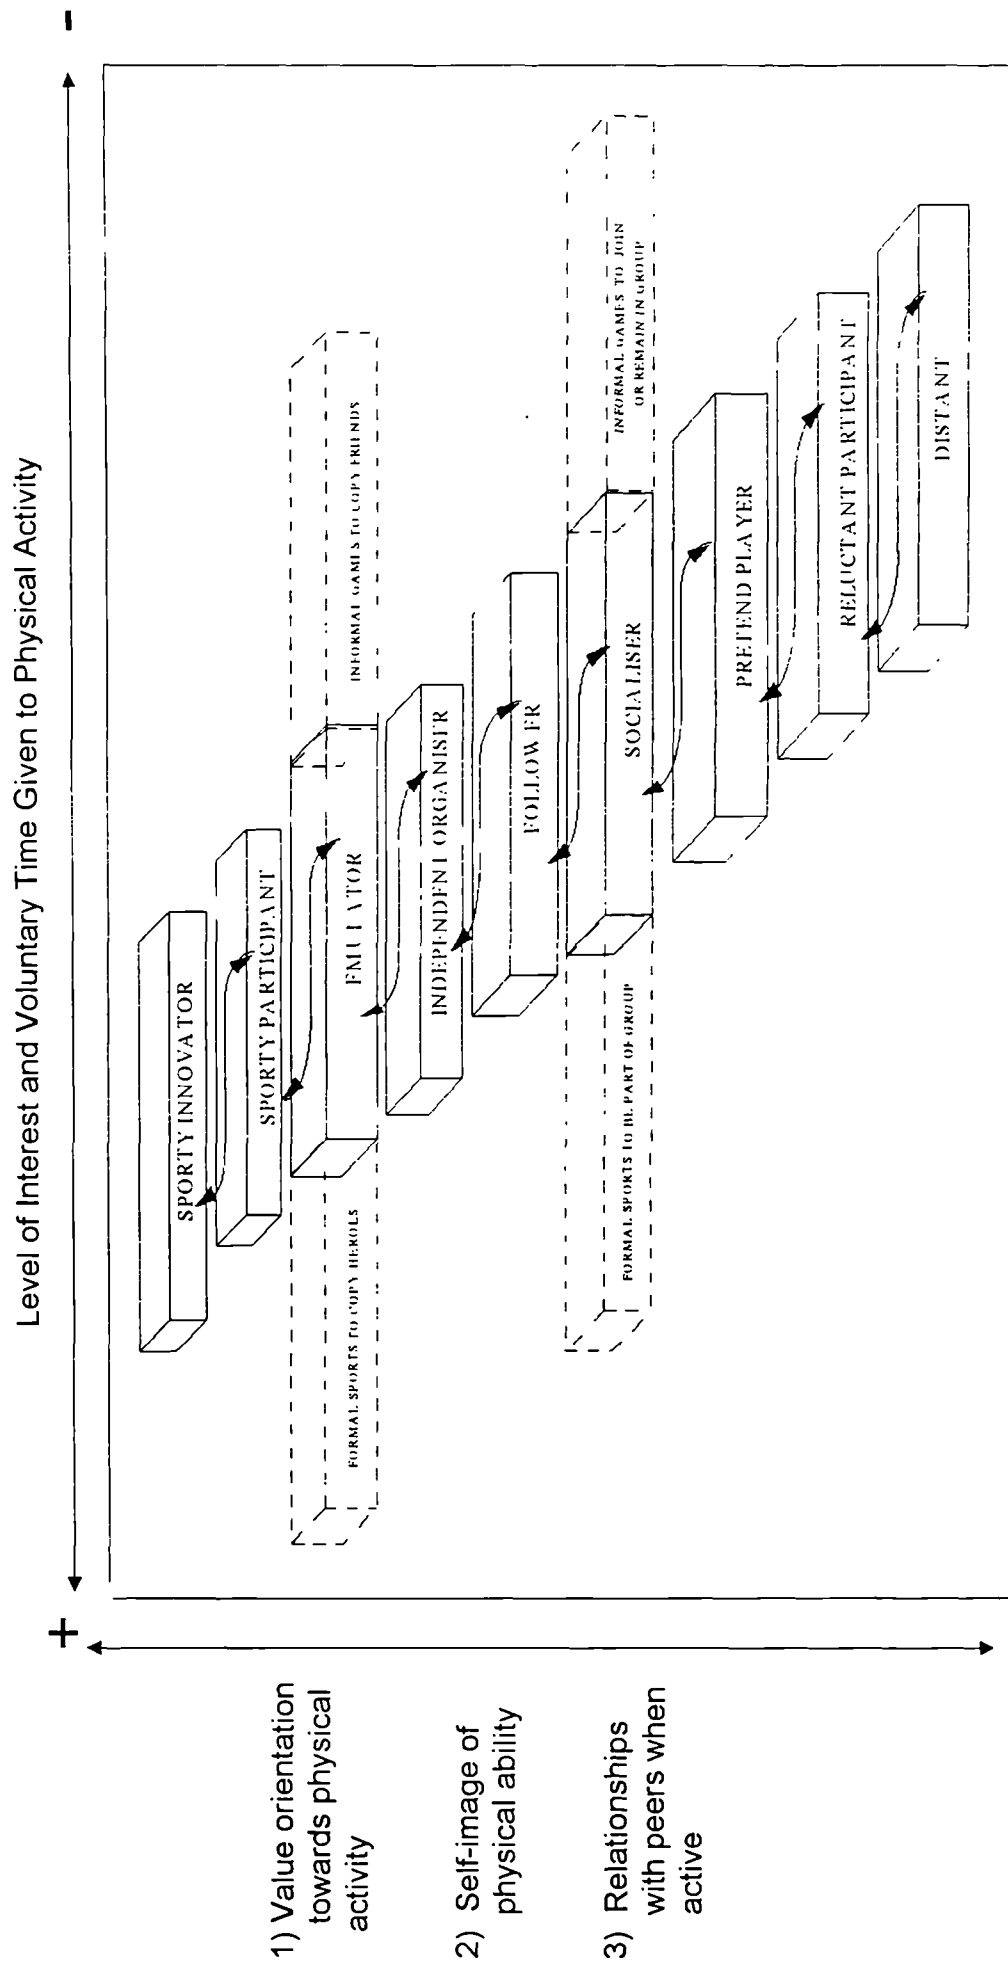 Level of Interest and Voluntary Time Given to Physical Activity
+
-
1) Value orientation
towards physical
activity
2) Self-image of
physical ability
3) Relationships
with peers when
active
SPORTY INNOVATOR
SPORTY PARTICIPANT
FORMAL SPORTS TO COPY HEROES
EMULATOR
INFORMAL GAMES TO COPY FRIENDS
INDEPENDENT ORGANISER
FOLLOWER
FORMAL SPORTS TO BE PART OF GROUP
SOCIALISER
INFORMAL GAMES TO JOIN
OR REMAIN IN GROUP
PRETEND PLAYER
RELUCTANT PARTICIPANT
DISTANT